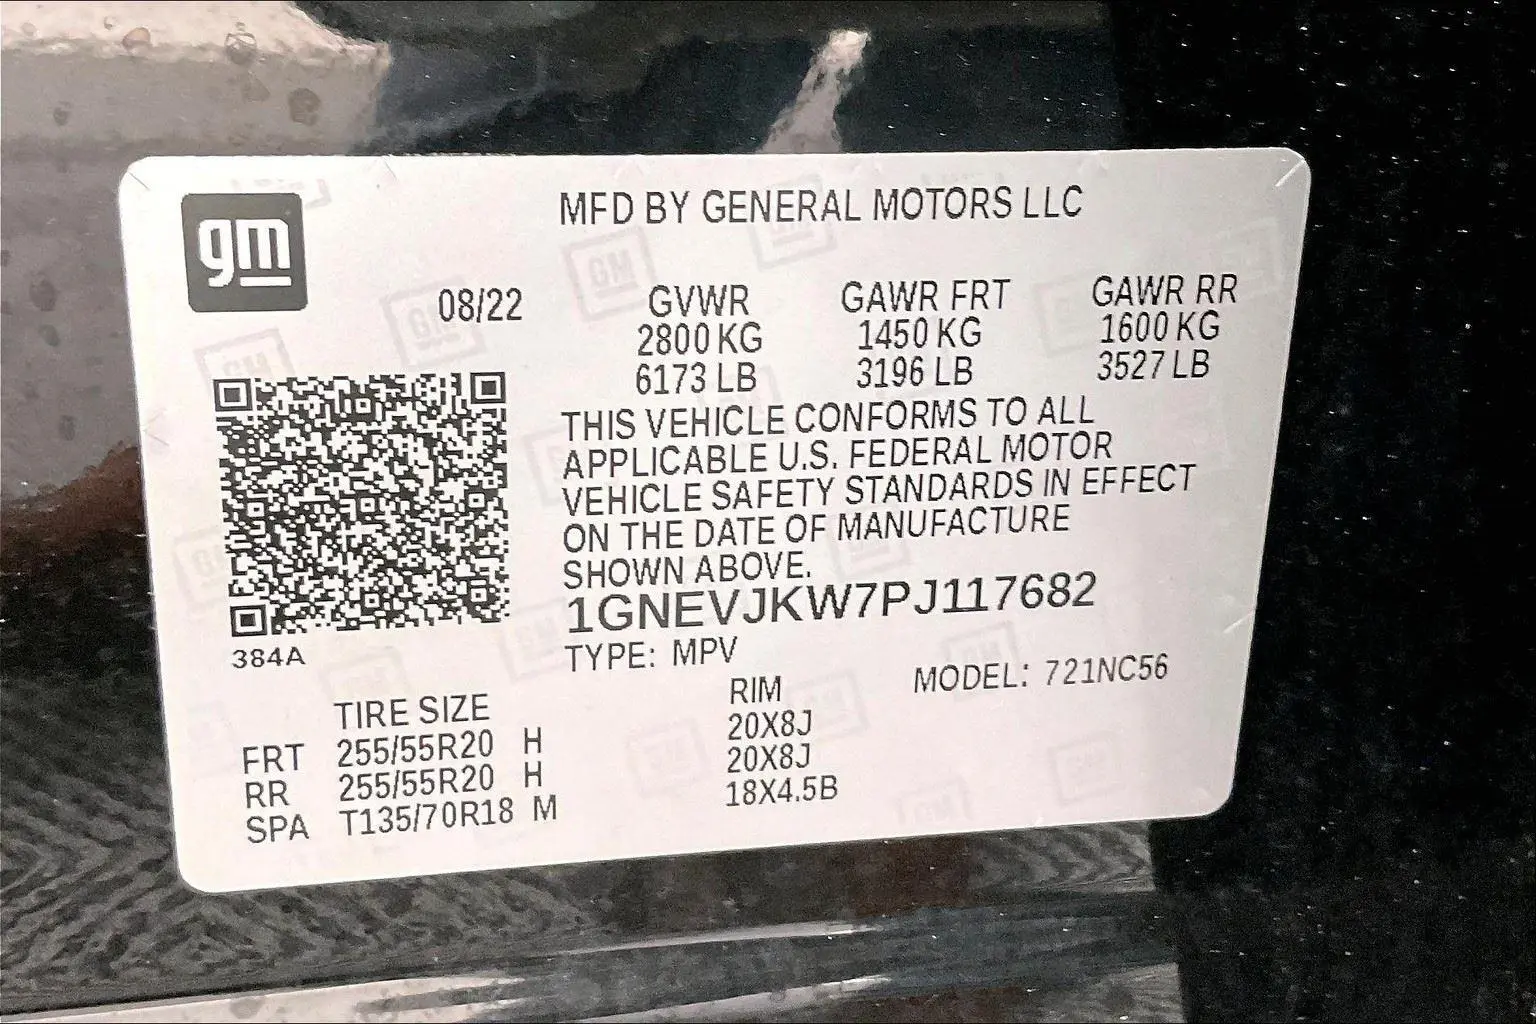 gm
MFD BY GENERAL MOTORS LLC
08/22 GVWR GAWR FRT GAWR RR
2800 KG 1450 KG 1600 KG
6173 LB 3196 LB 3527 LB
THIS VEHICLE CONFORMS TO ALL
APPLICABLE U.S. FEDERAL MOTOR
VEHICLE SAFETY STANDARDS IN EFFECT
ON THE DATE OF MANUFACTURE
SHOWN ABOVE.
1GNEVJKW7PJ117682
384A
TYPE: MPV MODEL: 721NC56
TIRE SIZE RIM
FRT 255/55R20 H 20X8J
RR 255/55R20 H 20X8J
SPA T135/70R18 M 18X4.5B